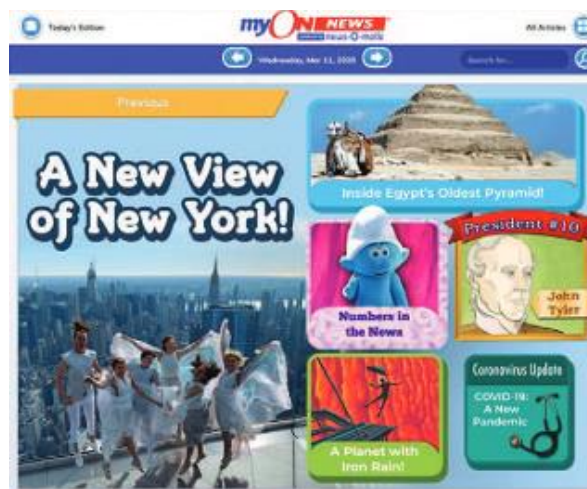 Today's Edition
myON NEWS
news-O-matic
All Articles
Wednesday, Mar 11, 2020
Search for...
Previous
A New View
of New York!
Inside Egypt's Oldest Pyramid!
Numbers in
the News
President #10
John
Tyler
A Planet with
Iron Rain!
Coronavirus Update
COVID-19:
A New
Pandemic